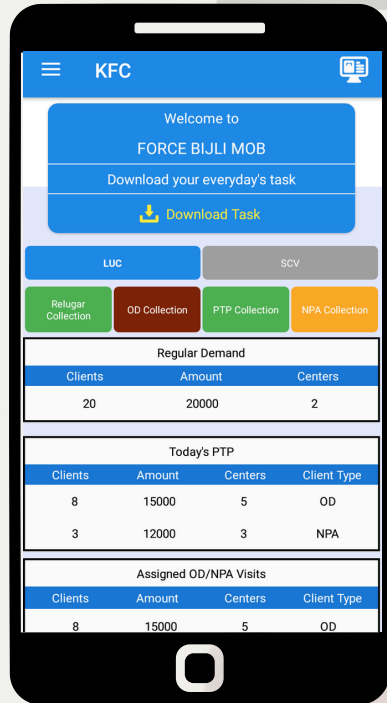 KFC
Welcome to
FORCE BIJLI MOB
Download your everyday's task
Download Task
LUC SCV
Relugar Collection OD Collection PTP Collection NPA Collection
Regular Demand
Clients Amount Centers
20 20000 2
Today's PTP
Clients Amount Centers Client Type
8 15000 5 OD
3 12000 3 NPA
Assigned OD/NPA Visits
Clients Amount Centers Client Type
8 15000 5 OD